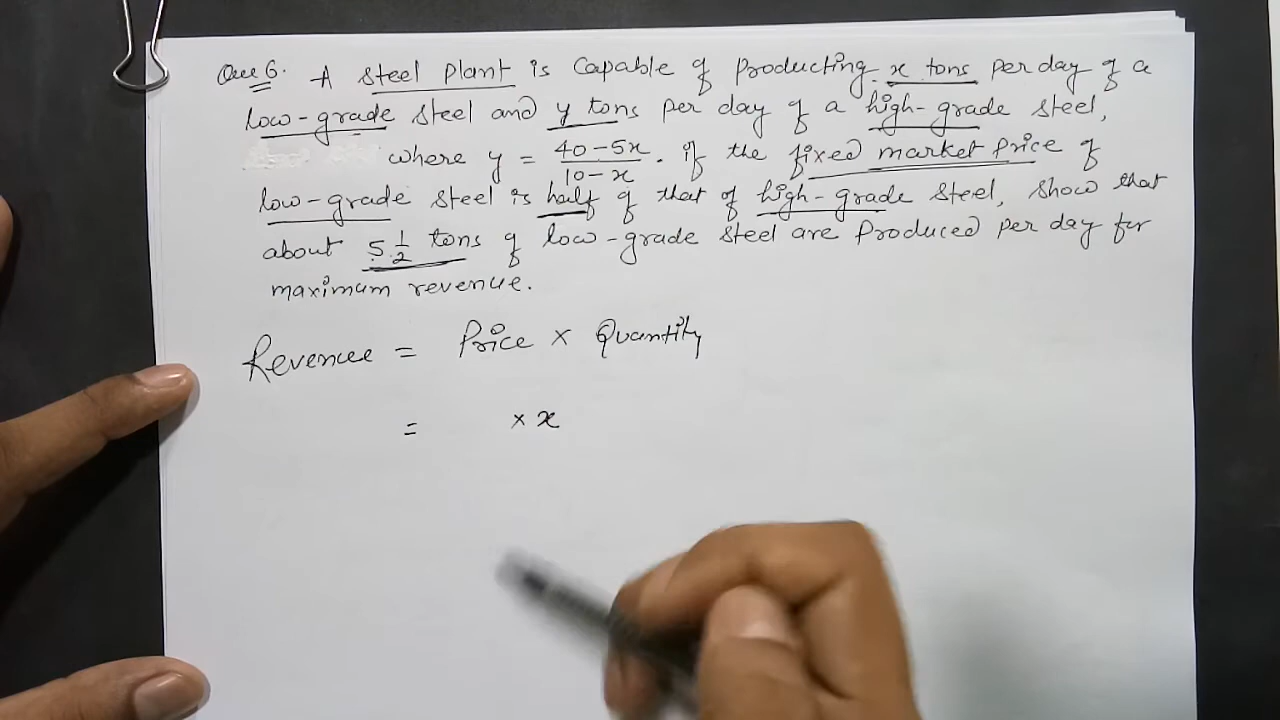 Que 6. A steel plant is capable of producting x tons per day of a
low-grade steel and y tons per day of a high-grade steel,
where y = 40-5x / 10-x . if the fixed market price of
low-grade steel is half of that of high-grade steel, show that
about 5 1/2 tons of low-grade steel are produced per day for
maximum revenue.
Revenue = Price × Quantity
= × x